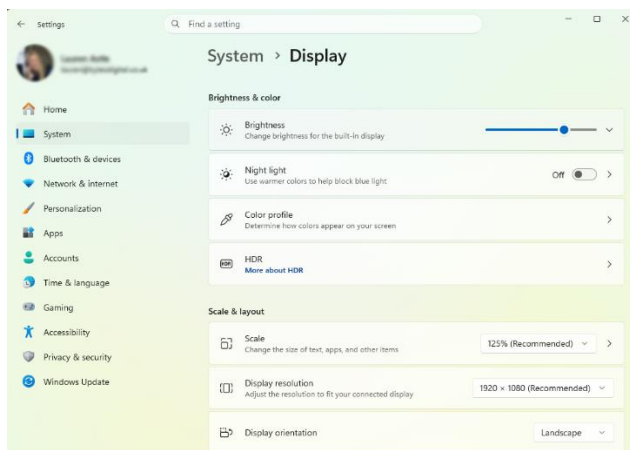 Settings
Find a setting
System > Display
Home
System
Bluetooth & devices
Network & internet
Personalization
Apps
Accounts
Time & language
Gaming
Accessibility
Privacy & security
Windows Update
Brightness & color
Brightness
Change brightness for the built-in display
Night light
Use warmer colors to help block blue light
Off
Color profile
Determine how colors appear on your screen
HDR
HDR
More about HDR
Scale & layout
Scale
Change the size of text, apps, and other items
125% (Recommended)
Display resolution
Adjust the resolution to fit your connected display
1920 × 1080 (Recommended)
Display orientation
Landscape